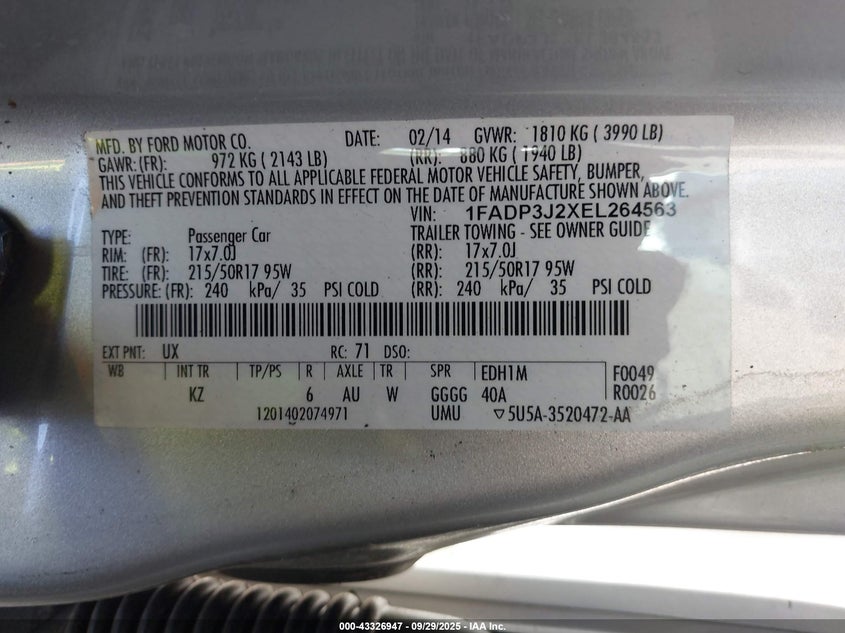 MFD. BY FORD MOTOR CO. DATE: 02/14 GVWR: 1810 KG ( 3990 LB)
GAWR: (FR): 972 KG ( 2143 LB) (RR): 880 KG ( 1940 LB)
THIS VEHICLE CONFORMS TO ALL APPLICABLE FEDERAL MOTOR VEHICLE SAFETY, BUMPER,
AND THEFT PREVENTION STANDARDS IN EFFECT ON THE DATE OF MANUFACTURE SHOWN ABOVE.
VIN: 1FADP3J2XEL264563
TYPE: Passenger Car TRAILER TOWING - SEE OWNER GUIDE
RIM: (FR): 17x7.0J (RR): 17x7.0J
TIRE: (FR): 215/50R17 95W (RR): 215/50R17 95W
PRESSURE: (FR): 240 kPa/ 35 PSI COLD (RR): 240 kPa/ 35 PSI COLD
EXT PNT: UX RC: 71 DSO:
WB INT TR TP/PS R AXLE TR SPR EDH1M F0049
KZ 6 AU W GGGG 40A R0026
1201402074971 UMU ▽5U5A-3520472-AA
000-43326947 - 09/29/2025 - IAA Inc.